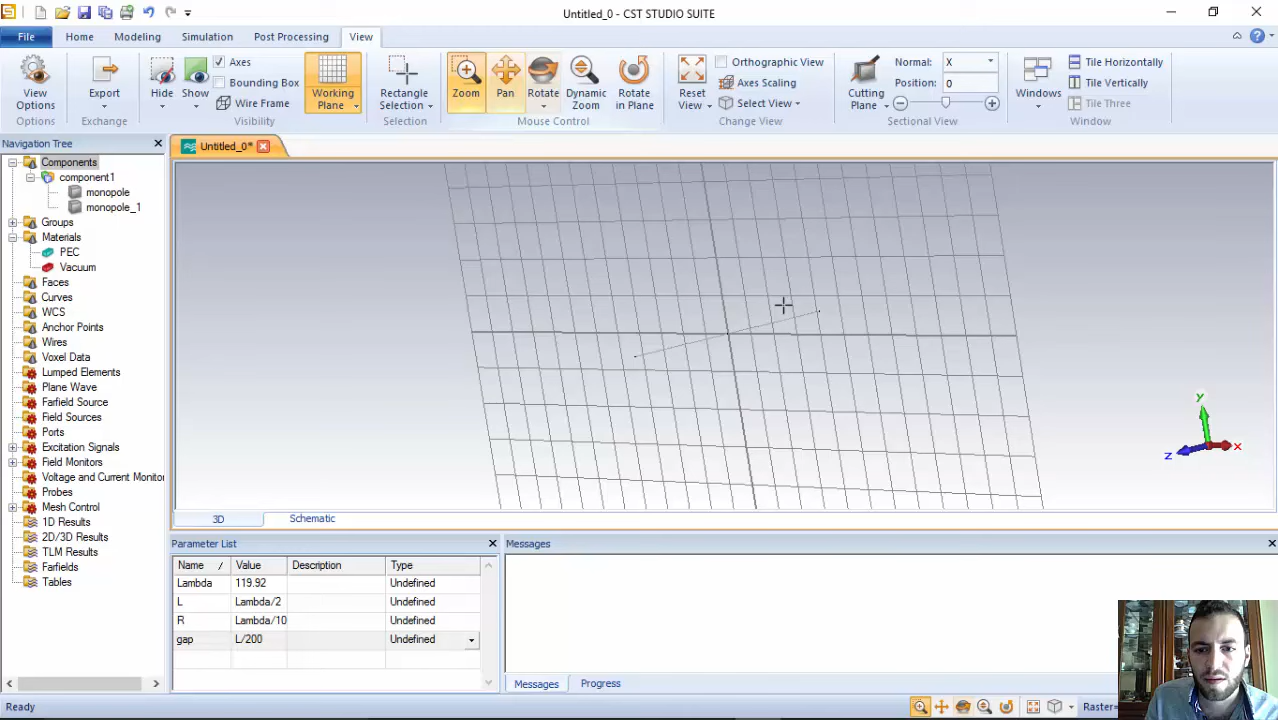 Untitled_0 - CST STUDIO SUITE
File Home Modeling Simulation Post Processing View
View Options
Export
Hide
Show
Axes
Bounding Box
Wire Frame
Working Plane
Rectangle Selection
Zoom
Pan
Rotate
Dynamic Zoom
Rotate in Plane
Reset View
Orthographic View
Axes Scaling
Select View
Cutting Plane
Normal: X
Position: 0
Windows
Tile Horizontally
Tile Vertically
Tile Three
View Options Exchange Visibility Selection Mouse Control Change View Sectional View Window
Navigation Tree
Untitled_0*
Components
component1
monopole
monopole_1
Groups
Materials
PEC
Vacuum
Faces
Curves
WCS
Anchor Points
Wires
Voxel Data
Lumped Elements
Plane Wave
Farfield Source
Field Sources
Ports
Excitation Signals
Field Monitors
Voltage and Current Monitor
Probes
Mesh Control
1D Results
2D/3D Results
TLM Results
Farfields
Tables
y
x
z
3D Schematic
Parameter List
Name / Value Description Type
Lambda 119.92 Undefined
L Lambda/2 Undefined
R Lambda/10 Undefined
gap L/200 Undefined
Messages
Messages Progress
Ready
Raster=